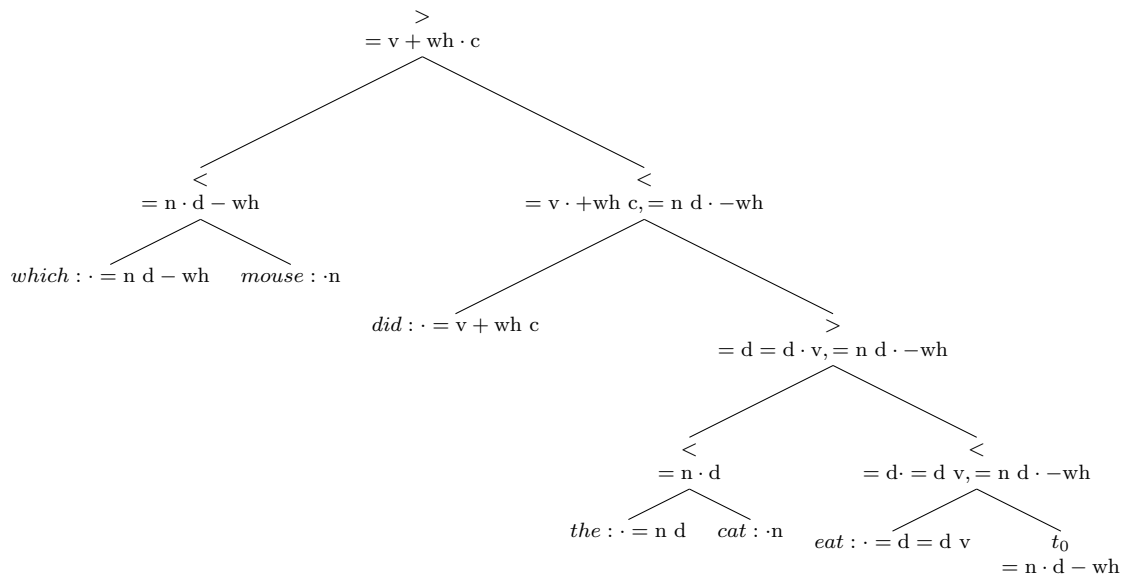 >
= v + wh · c
<
= n · d − wh
<
= v · +wh c, = n d · −wh
which : · = n d − wh
mouse : ·n
did : · = v + wh c
>
= d = d · v, = n d · −wh
<
= n · d
<
= d· = d v, = n d · −wh
the : · = n d
cat : ·n
eat : · = d = d v
t₀
= n · d − wh